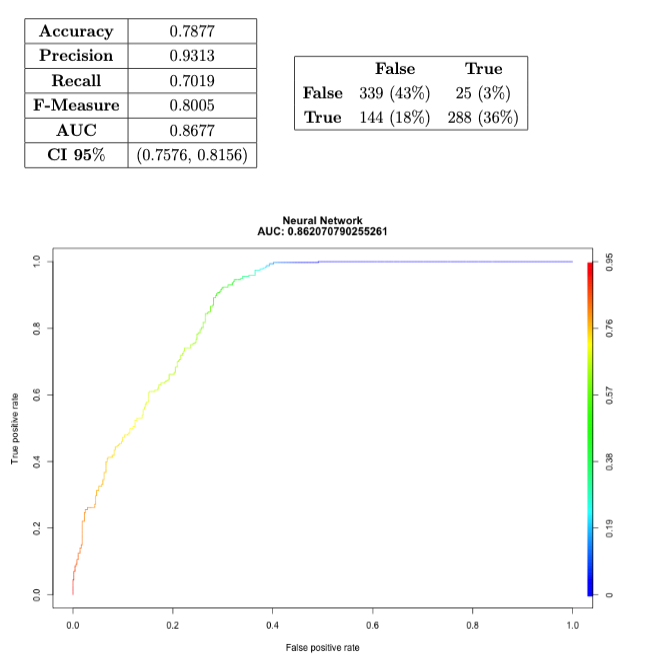 Accuracy 0.7877
Precision 0.9313
Recall 0.7019
F-Measure 0.8005
AUC 0.8677
CI 95% (0.7576, 0.8156)
False True
False 339 (43%) 25 (3%)
True 144 (18%) 288 (36%)
Neural Network
AUC: 0.862070790255261
True positive rate
1.0
0.8
0.6
0.4
0.2
0.0
0.95
0.76
0.57
0.38
0.19
0
0.0 0.2 0.4 0.6 0.8 1.0
False positive rate